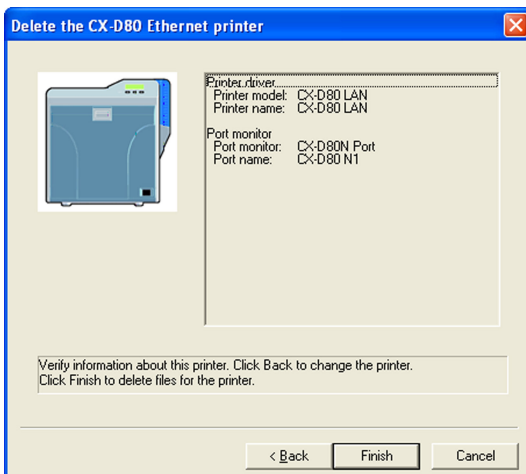 Delete the CX-D80 Ethernet printer
Printer driver
Printer model: CX-D80 LAN
Printer name: CX-D80 LAN
Port monitor
Port monitor: CX-D80N Port
Port name: CX-D80 N1
Verify information about this printer. Click Back to change the printer.
Click Finish to delete files for the printer.
< Back Finish Cancel